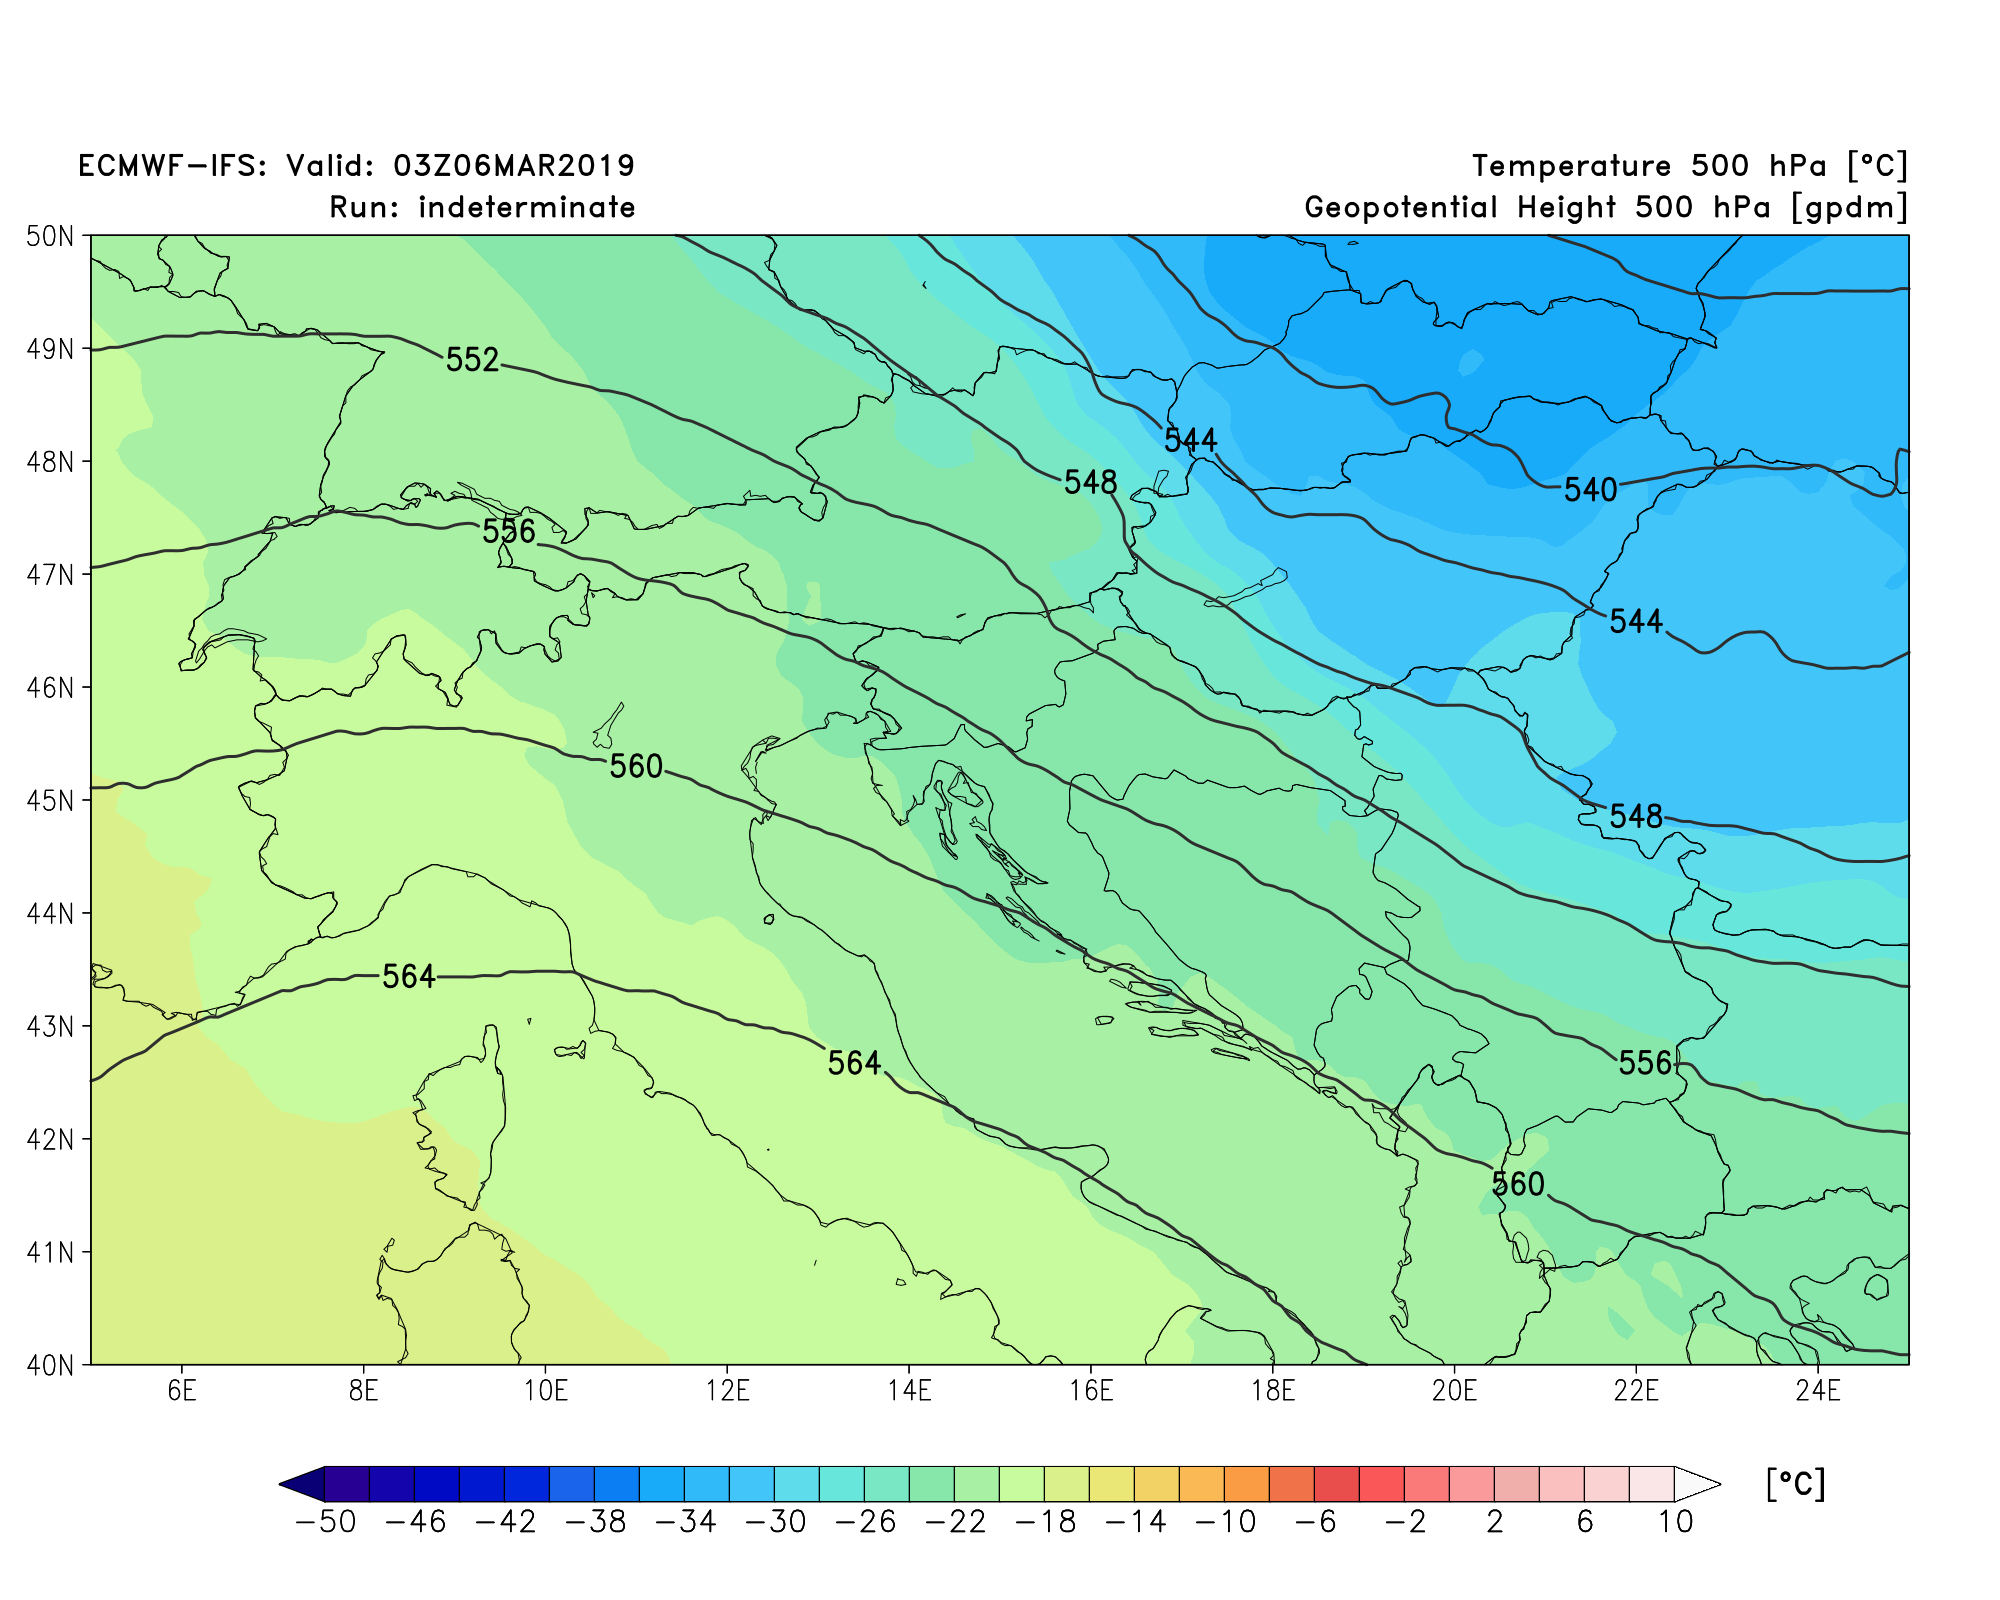 ECMWF-IFS: Valid: 03Z06MAR2019
Temperature 500 hPa [°C]
Run: indeterminate
Geopotential Height 500 hPa [gpdm]
50N
49N
552
544
48N
548
540
556
47N
544
46N
560
548
45N
44N
564
43N
564
556
42N
560
41N
40N
6E 8E 10E 12E 14E 16E 18E 20E 22E 24E
[°C]
-50 -46 -42 -38 -34 -30 -26 -22 -18 -14 -10 -6 -2 2 6 10